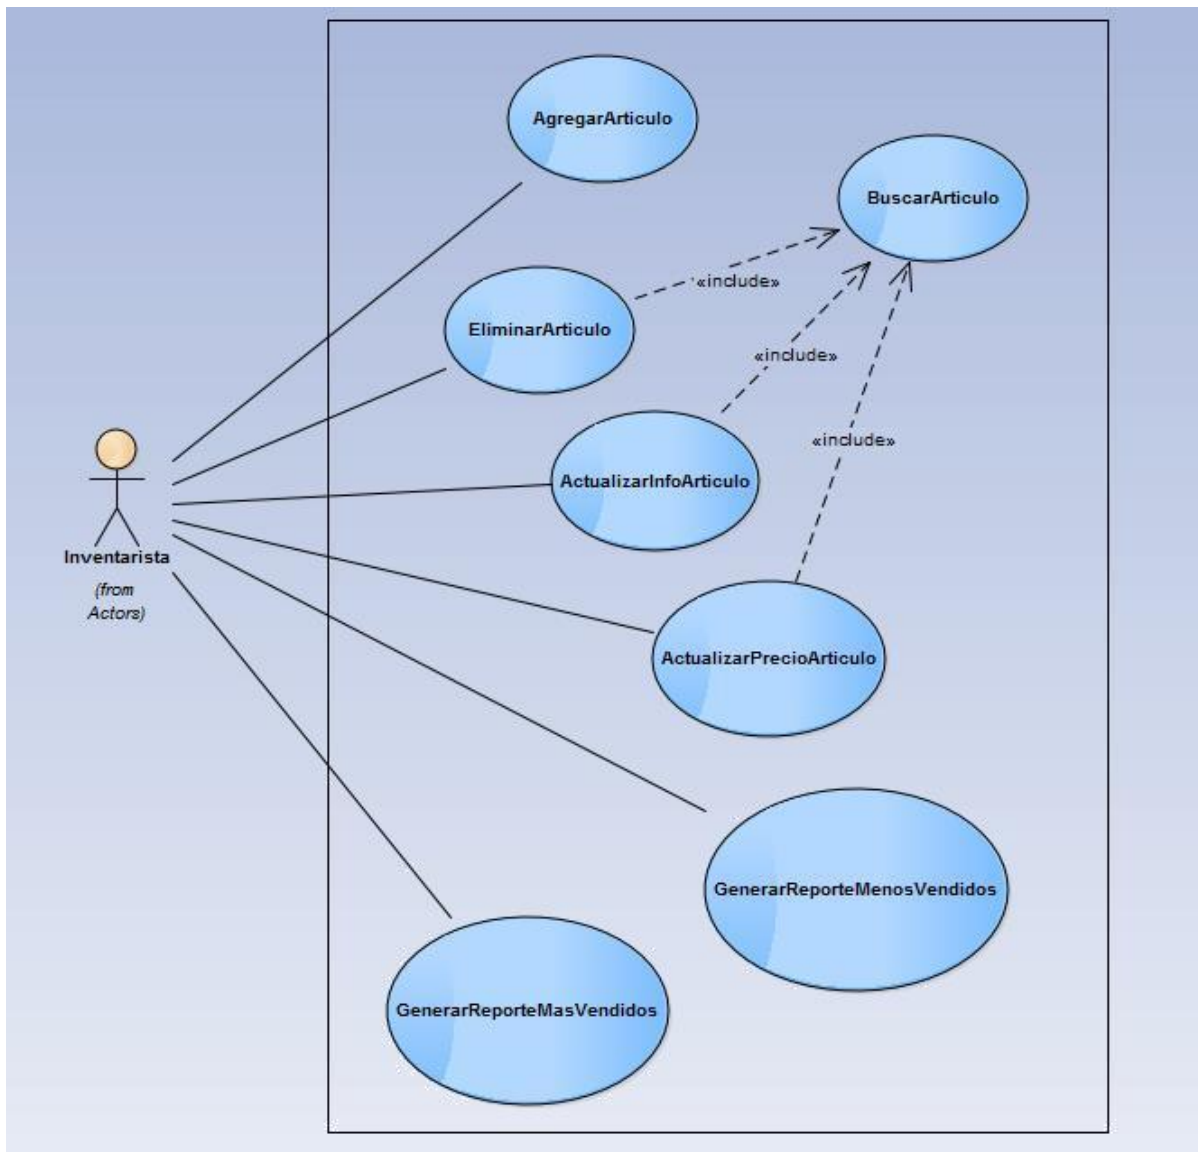 AgregarArticulo
BuscarArticulo
«include»
EliminarArticulo
«include»
«include»
ActualizarInfoArticulo
Inventarista
(from
Actors)
ActualizarPrecioArticulo
GenerarReporteMenosVendidos
GenerarReporteMasVendidos